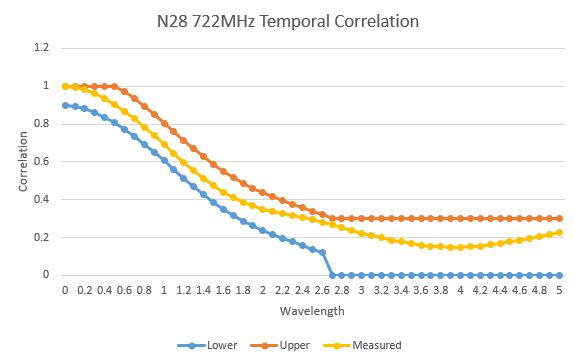 N28 722MHz Temporal Correlation
1.2
1
0.8
0.6
0.4
0.2
0
Correlation
0 0.2 0.4 0.6 0.8 1 1.2 1.4 1.6 1.8 2 2.2 2.4 2.6 2.8 3 3.2 3.4 3.6 3.8 4 4.2 4.4 4.6 4.8 5
Wavelength
Lower Upper Measured